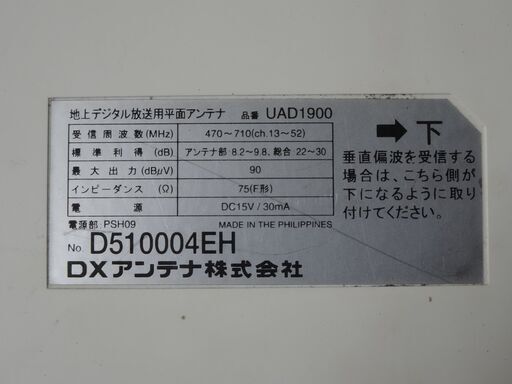 地上デジタル放送用平面アンテナ 品番 UAD1900
受信周波数(MHz) 470～710(ch.13～52)
標準利得(dB) アンテナ部 8.2～9.8、総合 22～30
最大出力(dBμV) 90
インピーダンス(Ω) 75(F形)
電源 DC15V / 30mA
電源部: PSH09 MADE IN THE PHILIPPINES
No. D510004EH
DXアンテナ株式会社
➡ 下
垂直偏波を受信する
場合は、こちら側が
下になるように取り
付けてください。